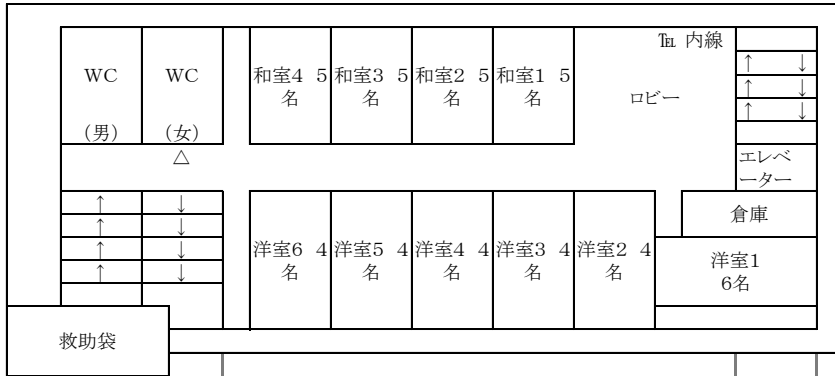 ℡ 内線
WC
WC
和室4 5
名
和室3 5
名
和室2 5
名
和室1 5
名
ロビー
↑ ↓
↑ ↓
↑ ↓
(男)
(女)
△
エレベ
ーター
↑ ↓
↑ ↓
↑ ↓
↑ ↓
倉庫
洋室6 4
名
洋室5 4
名
洋室4 4
名
洋室3 4
名
洋室2 4
名
洋室1
6名
救助袋